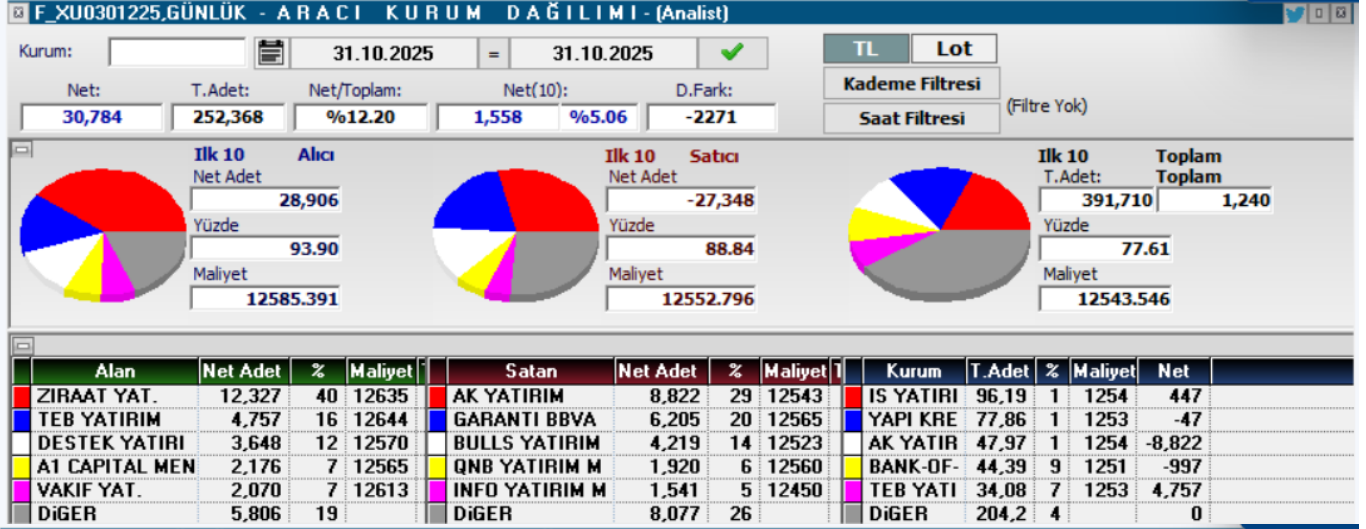 F_XU0301225,GÜNLÜK - A R A C I   K U R U M   D A Ğ I L I M I - (Analist)
Kurum: 31.10.2025 = 31.10.2025 TL Lot
Kademe Filtresi
Net: T.Adet: Net/Toplam: Net(10): D.Fark:
30,784 252,368 %12.20 1,558 %5.06 -2271
Saat Filtresi (Filtre Yok)
Ilk 10 Alıcı Ilk 10 Satıcı Ilk 10 Toplam
Net Adet Net Adet T.Adet: Toplam
28,906 -27,348 391,710 1,240
Yüzde Yüzde Yüzde
93.90 88.84 77.61
Maliyet Maliyet Maliyet
12585.391 12552.796 12543.546
Alan Net Adet % Maliyet Satan Net Adet % Maliyet Kurum T.Adet % Maliyet Net
ZIRAAT YAT. 12,327 40 12635 AK YATIRIM 8,822 29 12543 IS YATIRI 96,19 1 1254 447
TEB YATIRIM 4,757 16 12644 GARANTI BBVA 6,205 20 12565 YAPI KRE 77,86 1 1253 -47
DESTEK YATIRI 3,648 12 12570 BULLS YATIRIM 4,219 14 12523 AK YATIR 47,97 1 1254 -8,822
A1 CAPITAL MEN 2,176 7 12565 QNB YATIRIM M 1,920 6 12560 BANK-OF- 44,39 9 1251 -997
VAKIF YAT. 2,070 7 12613 INFO YATIRIM M 1,541 5 12450 TEB YATI 34,08 7 1253 4,757
DiGER 5,806 19 DiGER 8,077 26 DiGER 204,2 4 0